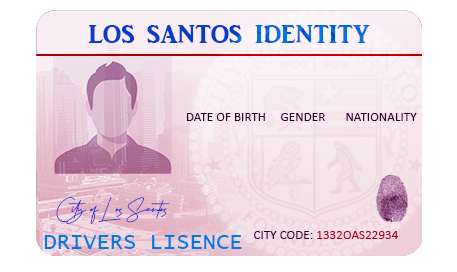 LOS SANTOS IDENTITY
DATE OF BIRTH GENDER NATIONALITY
City of Los Santos
DRIVERS LISENCE
CITY CODE: 1332OAS22934